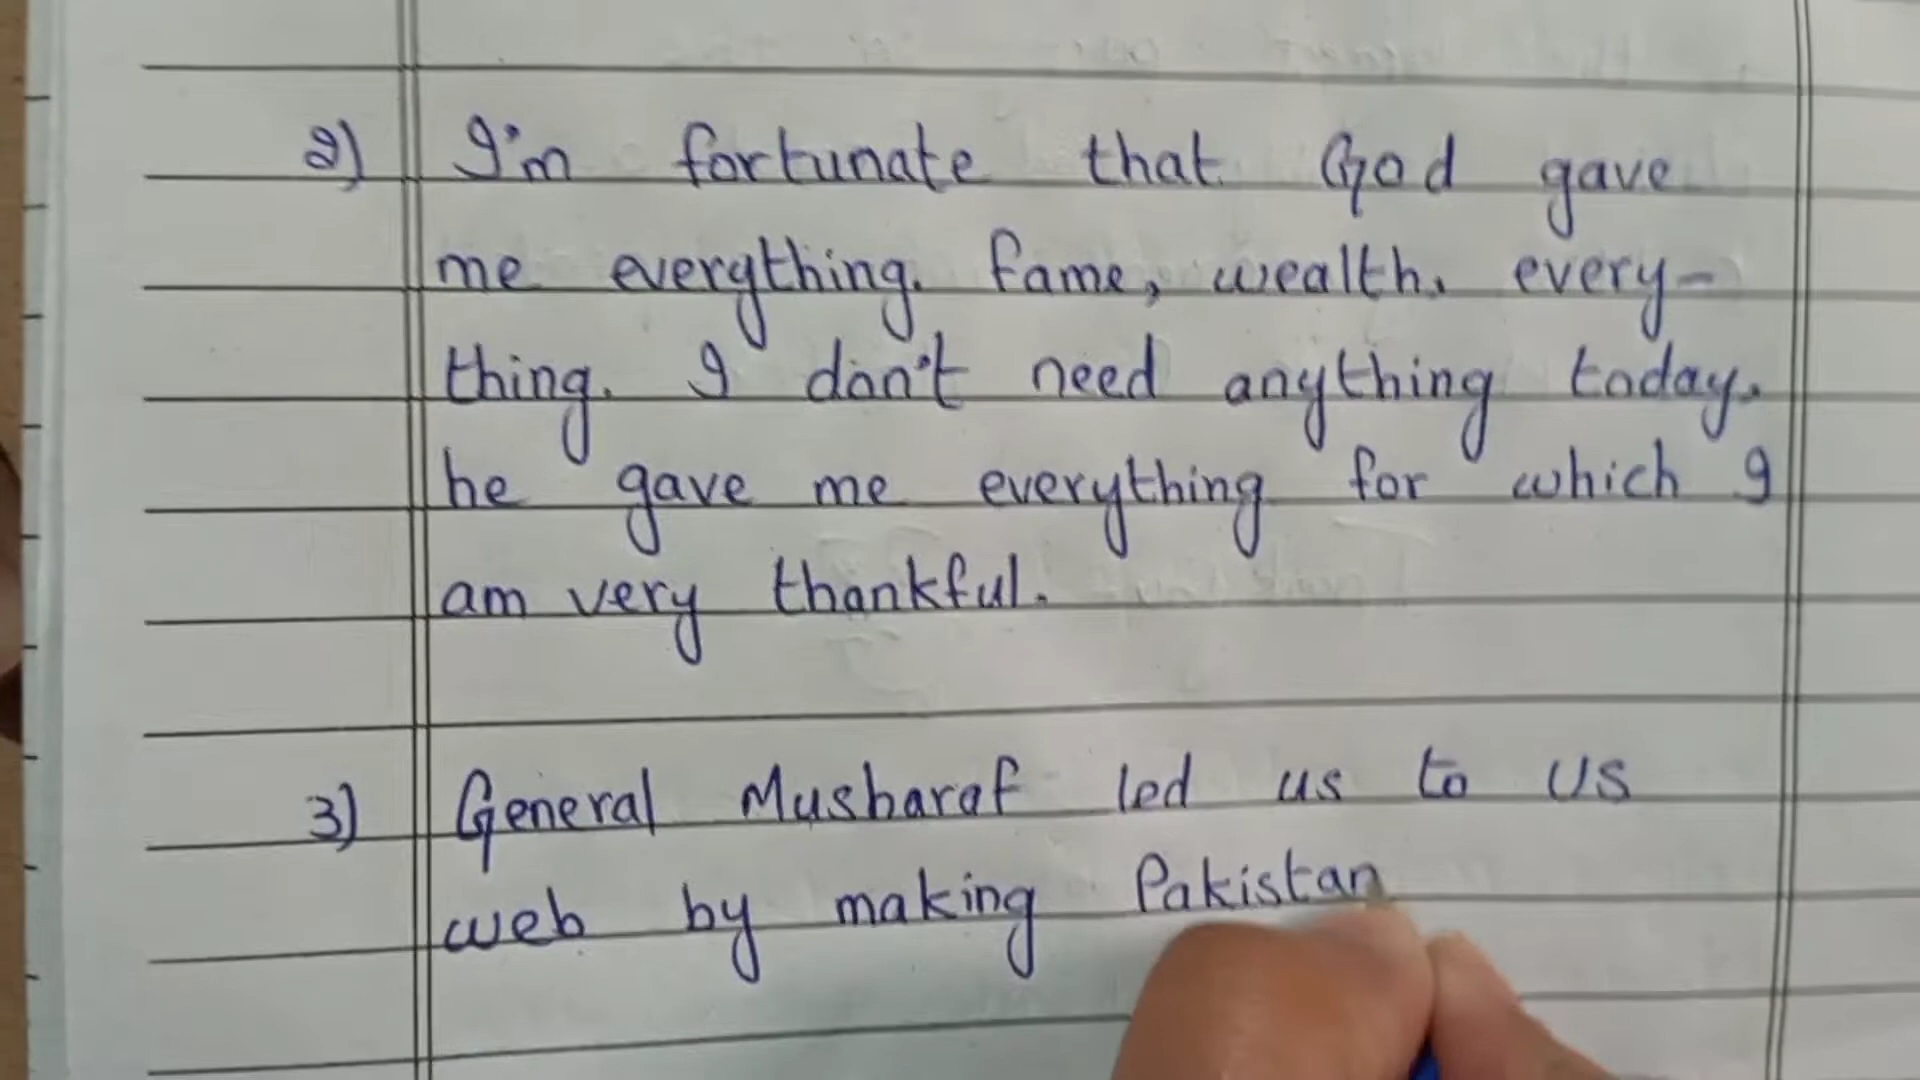 2) I'm fortunate that God gave
me everything. fame, wealth. every-
thing. I don't need anything today.
he gave me everything for which I
am very thankful.
3) General Musharaf led us to US
web by making Pakistan